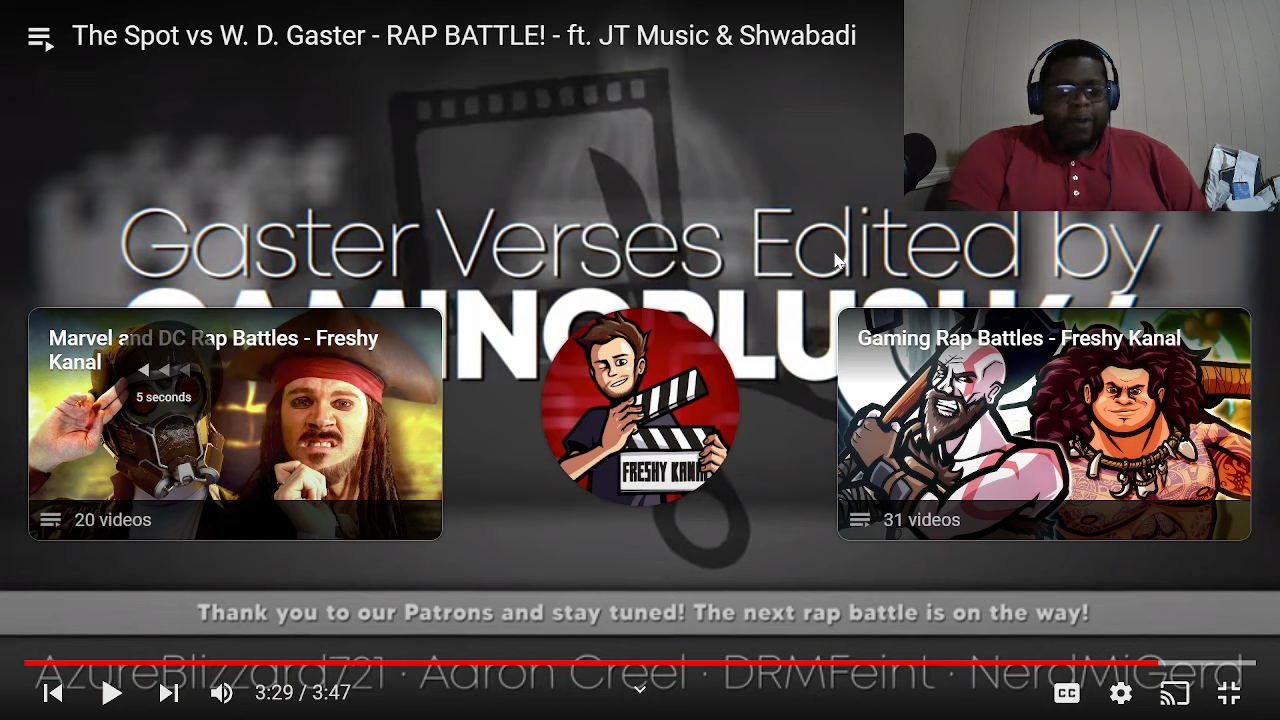 The Spot vs W. D. Gaster - RAP BATTLE! - ft. JT Music & Shwabadi
Gaster Verses Edited by
Marvel and DC Rap Battles - Freshy
Kanal
5 seconds
20 videos
FRESHY KANAL
Gaming Rap Battles - Freshy Kanal
31 videos
Thank you to our Patrons and stay tuned! The next rap battle is on the way!
AzureBlizzard721 · Aaron Creel · DRMFeint · NerdMiGerd
3:29 / 3:47
CC